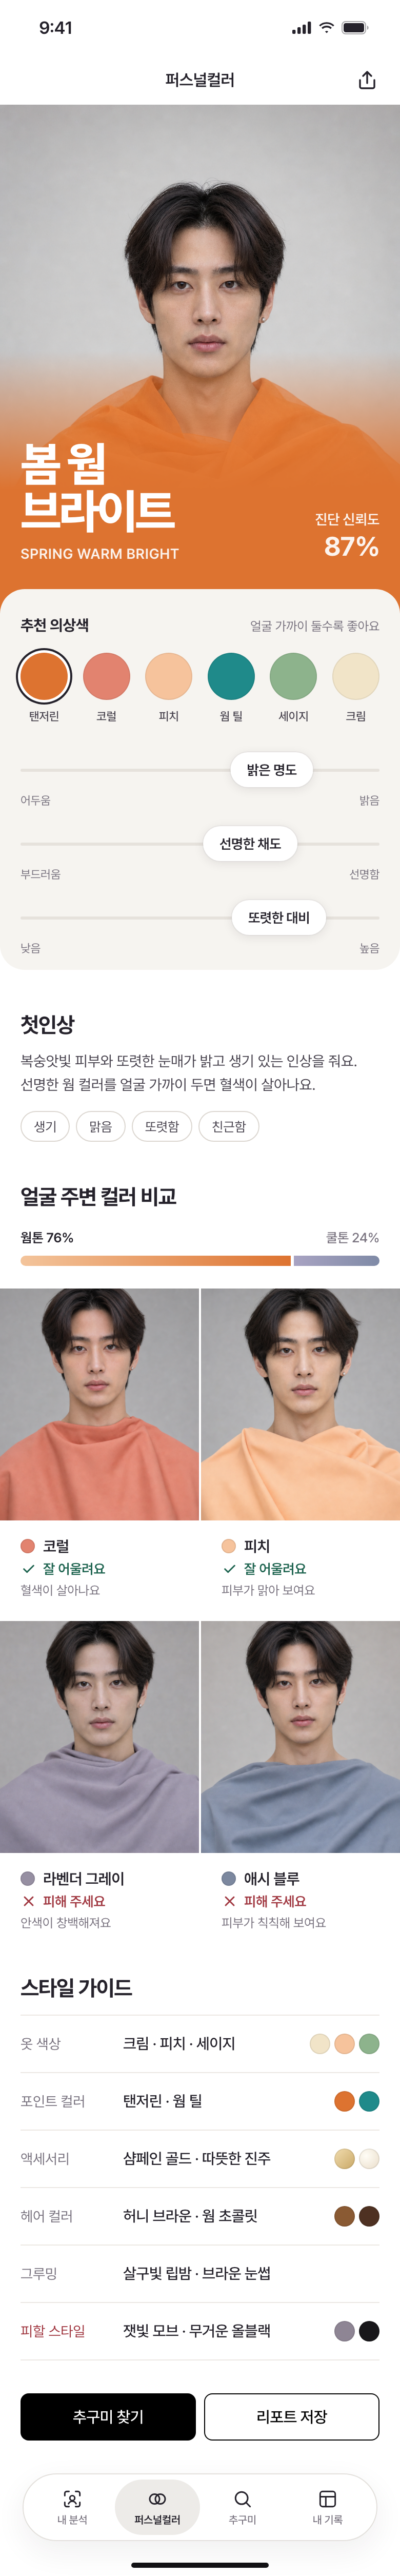 9:41
퍼스널컬러
봄 웜
브라이트
SPRING WARM BRIGHT
진단 신뢰도
87%
추천 의상색
얼굴 가까이 둘수록 좋아요
탠저린
코럴
피치
웜 틸
세이지
크림
밝은 명도
어두움
밝음
선명한 채도
부드러움
선명함
또렷한 대비
낮음
높음
첫인상
복숭앗빛 피부와 또렷한 눈매가 밝고 생기 있는 인상을 줘요.
선명한 웜 컬러를 얼굴 가까이 두면 혈색이 살아나요.
생기
맑음
또렷함
친근함
얼굴 주변 컬러 비교
웜톤 76%
쿨톤 24%
코럴
잘 어울려요
혈색이 살아나요
피치
잘 어울려요
피부가 맑아 보여요
라벤더 그레이
피해 주세요
안색이 창백해져요
애시 블루
피해 주세요
피부가 칙칙해 보여요
스타일 가이드
옷 색상
크림 · 피치 · 세이지
포인트 컬러
탠저린 · 웜 틸
액세서리
샴페인 골드 · 따뜻한 진주
헤어 컬러
허니 브라운 · 웜 초콜릿
그루밍
살구빛 립밤 · 브라운 눈썹
피할 스타일
잿빛 모브 · 무거운 올블랙
추구미 찾기
리포트 저장
내 분석
퍼스널컬러
추구미
내 기록